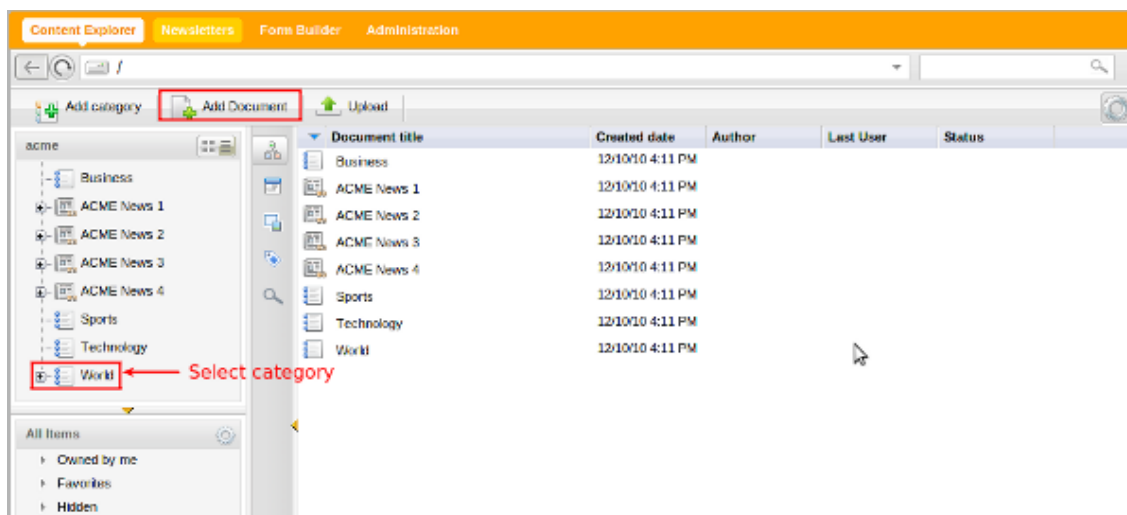 Content Explorer Newsletters Form Builder Administration
/
Add category Add Document Upload
acme
Business
ACME News 1
ACME News 2
ACME News 3
ACME News 4
Sports
Technology
World
Select category
All Items
Owned by me
Favorites
Hidden
Document title Created date Author Last User Status
Business 12/10/10 4:11 PM
ACME News 1 12/10/10 4:11 PM
ACME News 2 12/10/10 4:11 PM
ACME News 3 12/10/10 4:11 PM
ACME News 4 12/10/10 4:11 PM
Sports 12/10/10 4:11 PM
Technology 12/10/10 4:11 PM
World 12/10/10 4:11 PM